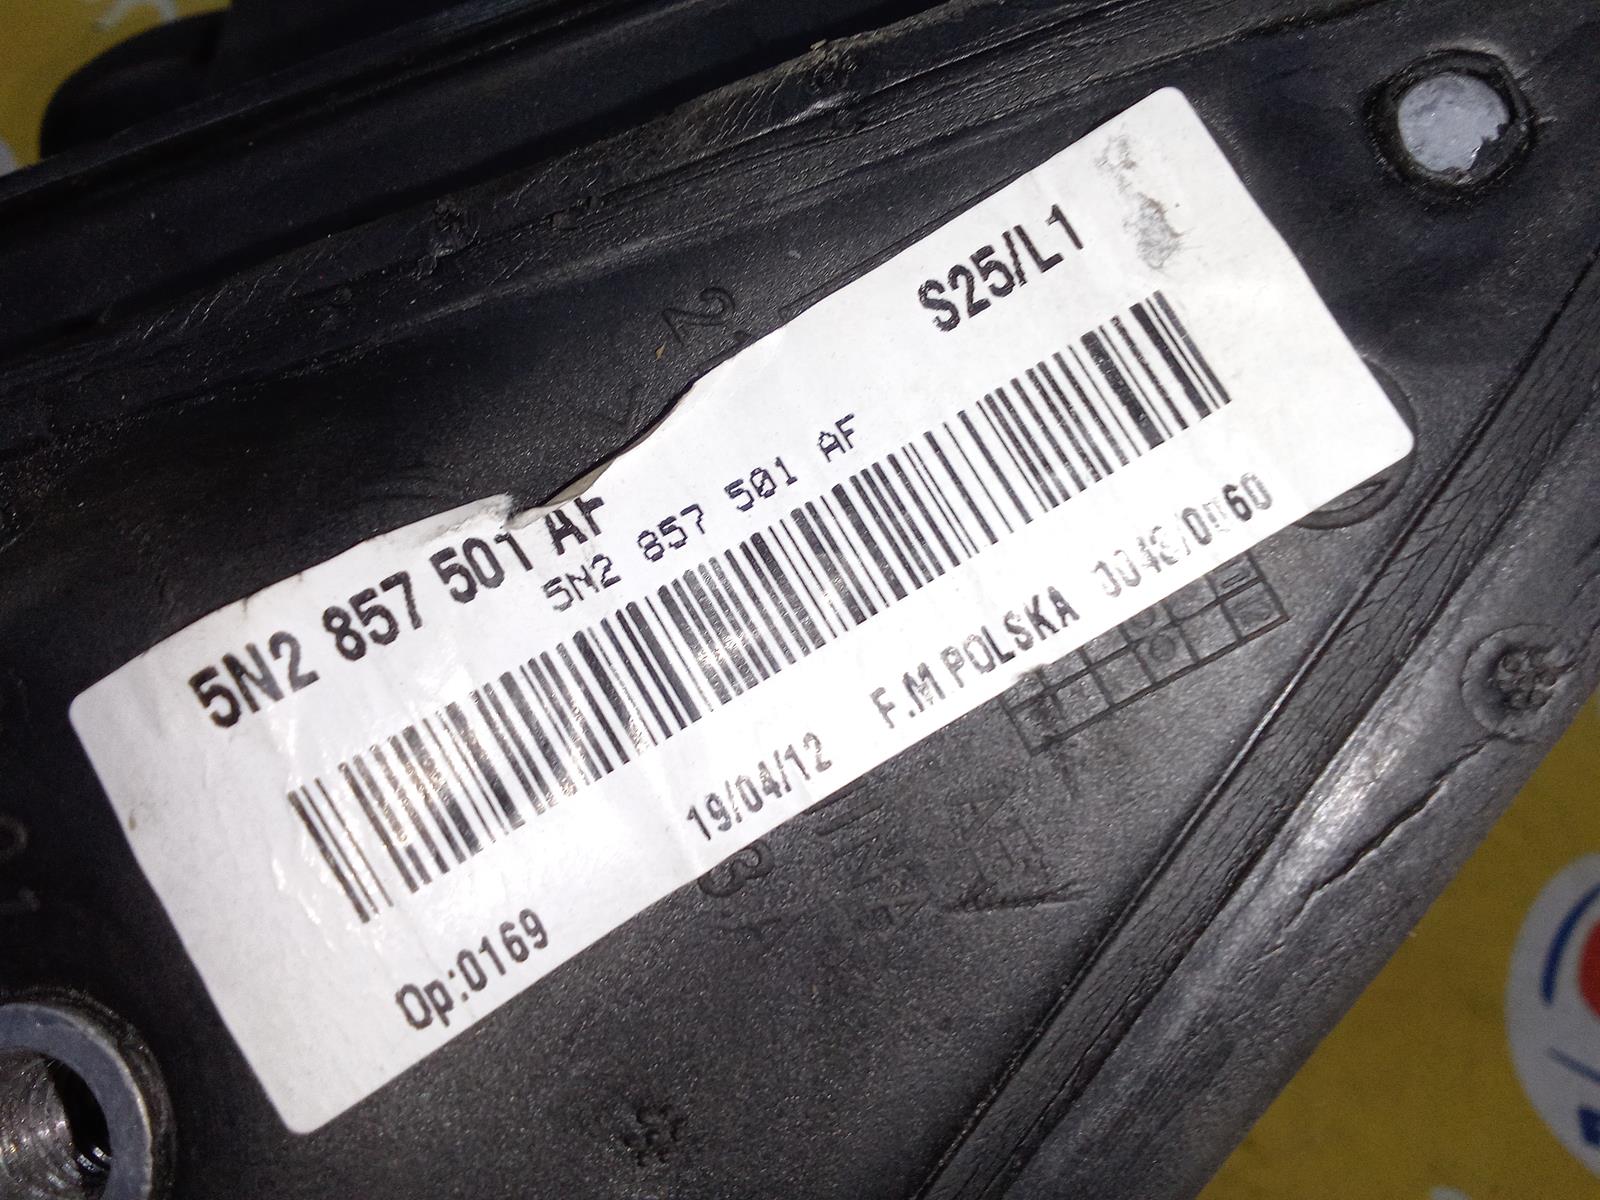 S25/L1
5N2 857 501 AF
5N2 857 501 AF
19/04/12 F.M.POLSKA
Op:0169